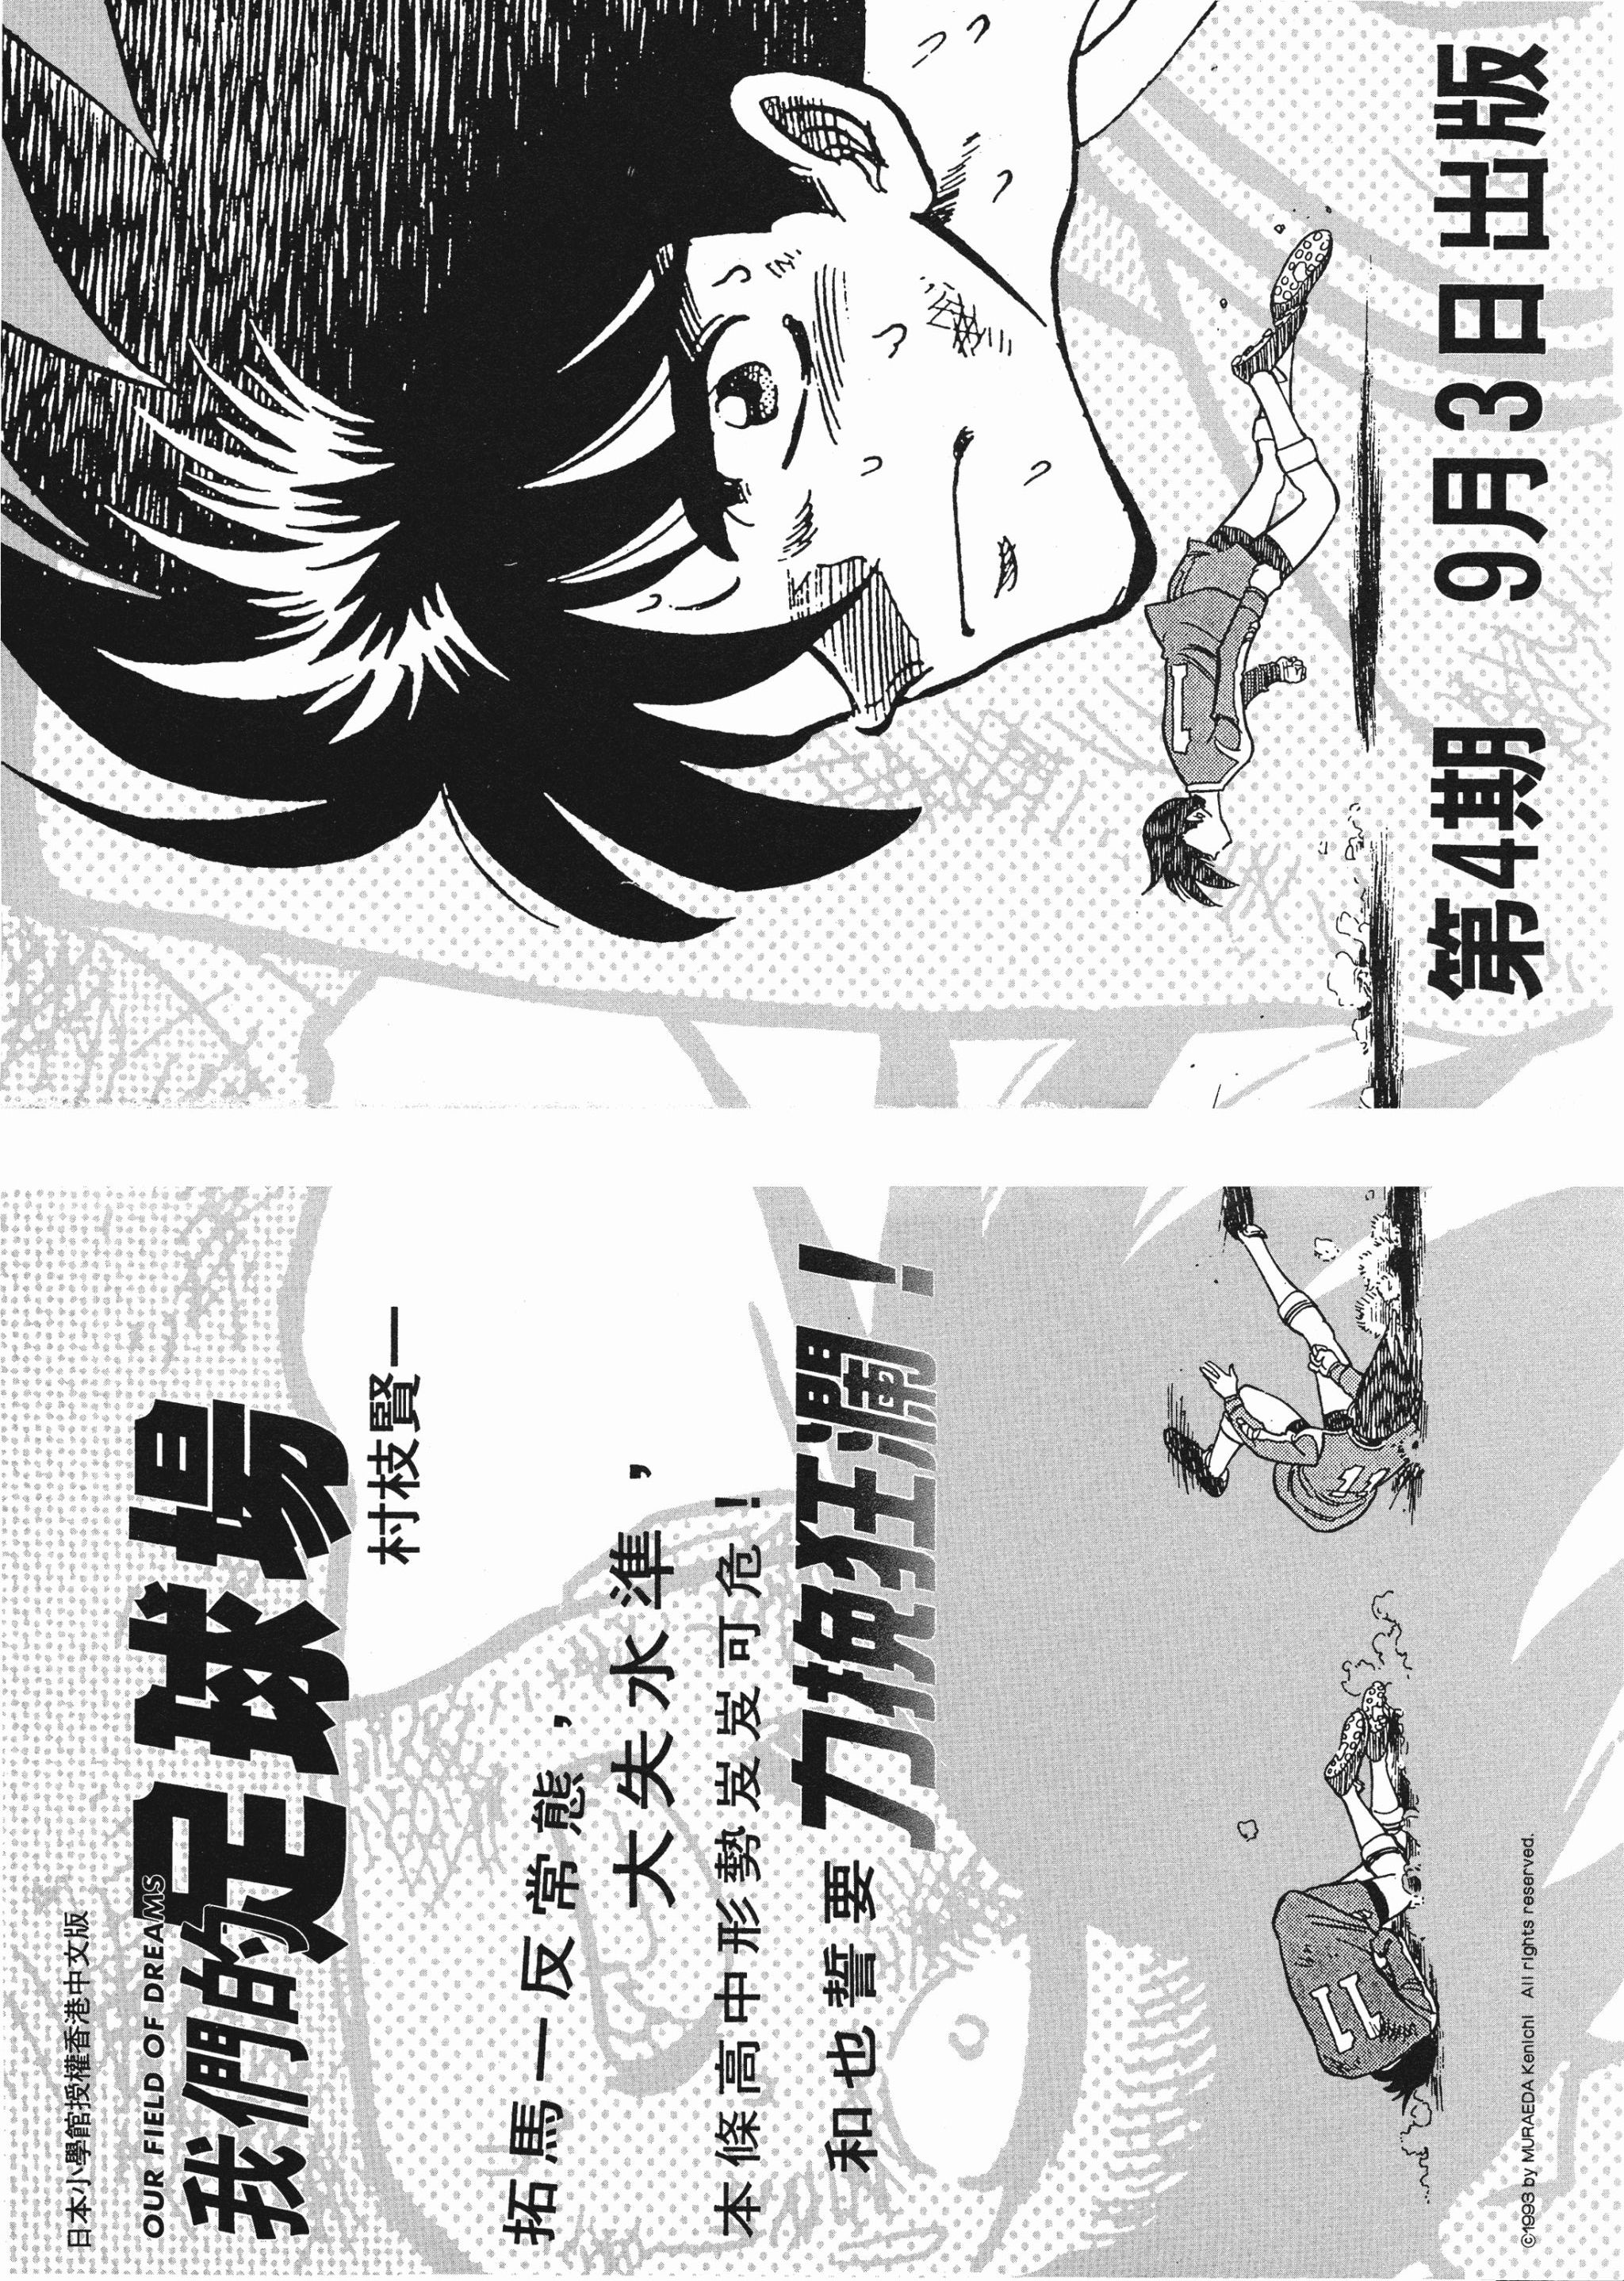 日本小學館授權香港中文版
OUR FIELD OF DREAMS
我們的足球場
村枝賢一
拓馬一反常態，
大失水準，
本條高中形勢岌岌可危！
和也誓要
力挽狂瀾！
第4期 9月3日出版
©1993 by MURAEDA Kenichi All rights reserved.
11
11